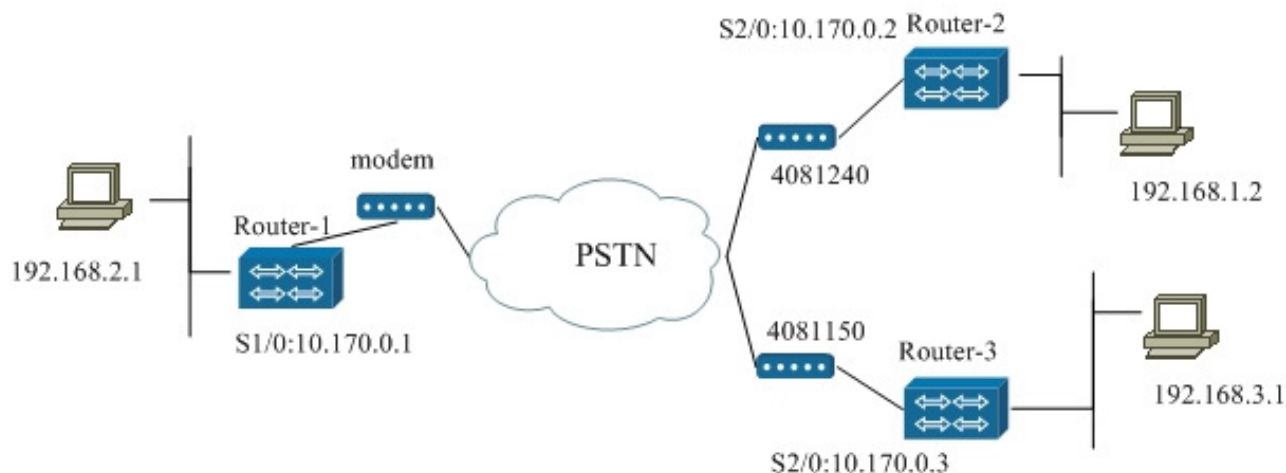 S2/0:10.170.0.2
Router-2
modem
4081240
192.168.1.2
Router-1
192.168.2.1
PSTN
S1/0:10.170.0.1
4081150
Router-3
192.168.3.1
S2/0:10.170.0.3